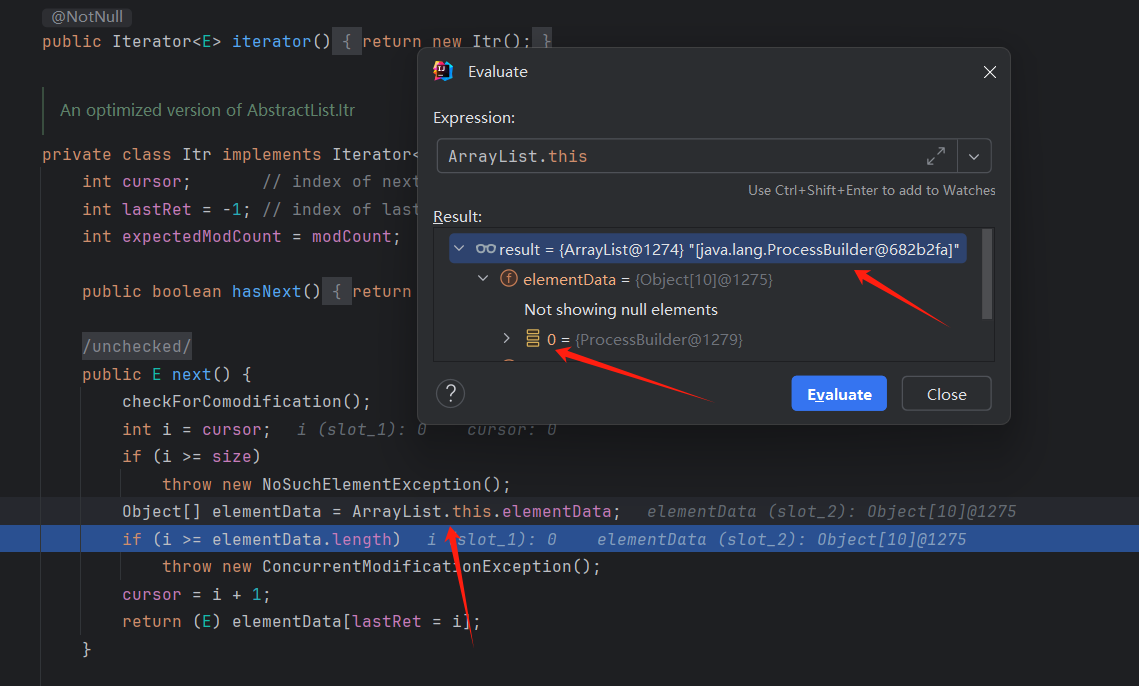 @NotNull
public Iterator<E> iterator() { return new Itr(); }
An optimized version of AbstractList.Itr
private class Itr implements Iterator<
int cursor;       // index of next
int lastRet = -1; // index of last
int expectedModCount = modCount;
public boolean hasNext() { return
/unchecked/
public E next() {
checkForComodification();
int i = cursor;   i (slot_1): 0    cursor: 0
if (i >= size)
throw new NoSuchElementException();
Object[] elementData = ArrayList.this.elementData;   elementData (slot_2): Object[10]@1275
if (i >= elementData.length)   i (slot_1): 0    elementData (slot_2): Object[10]@1275
throw new ConcurrentModificationException();
cursor = i + 1;
return (E) elementData[lastRet = i];
}
Evaluate
Expression:
ArrayList.this
Use Ctrl+Shift+Enter to add to Watches
Result:
result = {ArrayList@1274} "[java.lang.ProcessBuilder@682b2fa]"
f elementData = {Object[10]@1275}
Not showing null elements
0 = {ProcessBuilder@1279}
?
Evaluate
Close